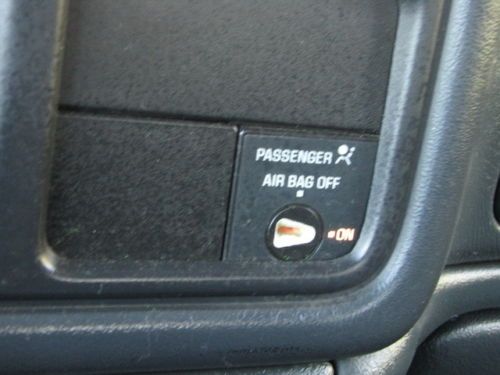 PASSENGER
AIR BAG OFF
ON